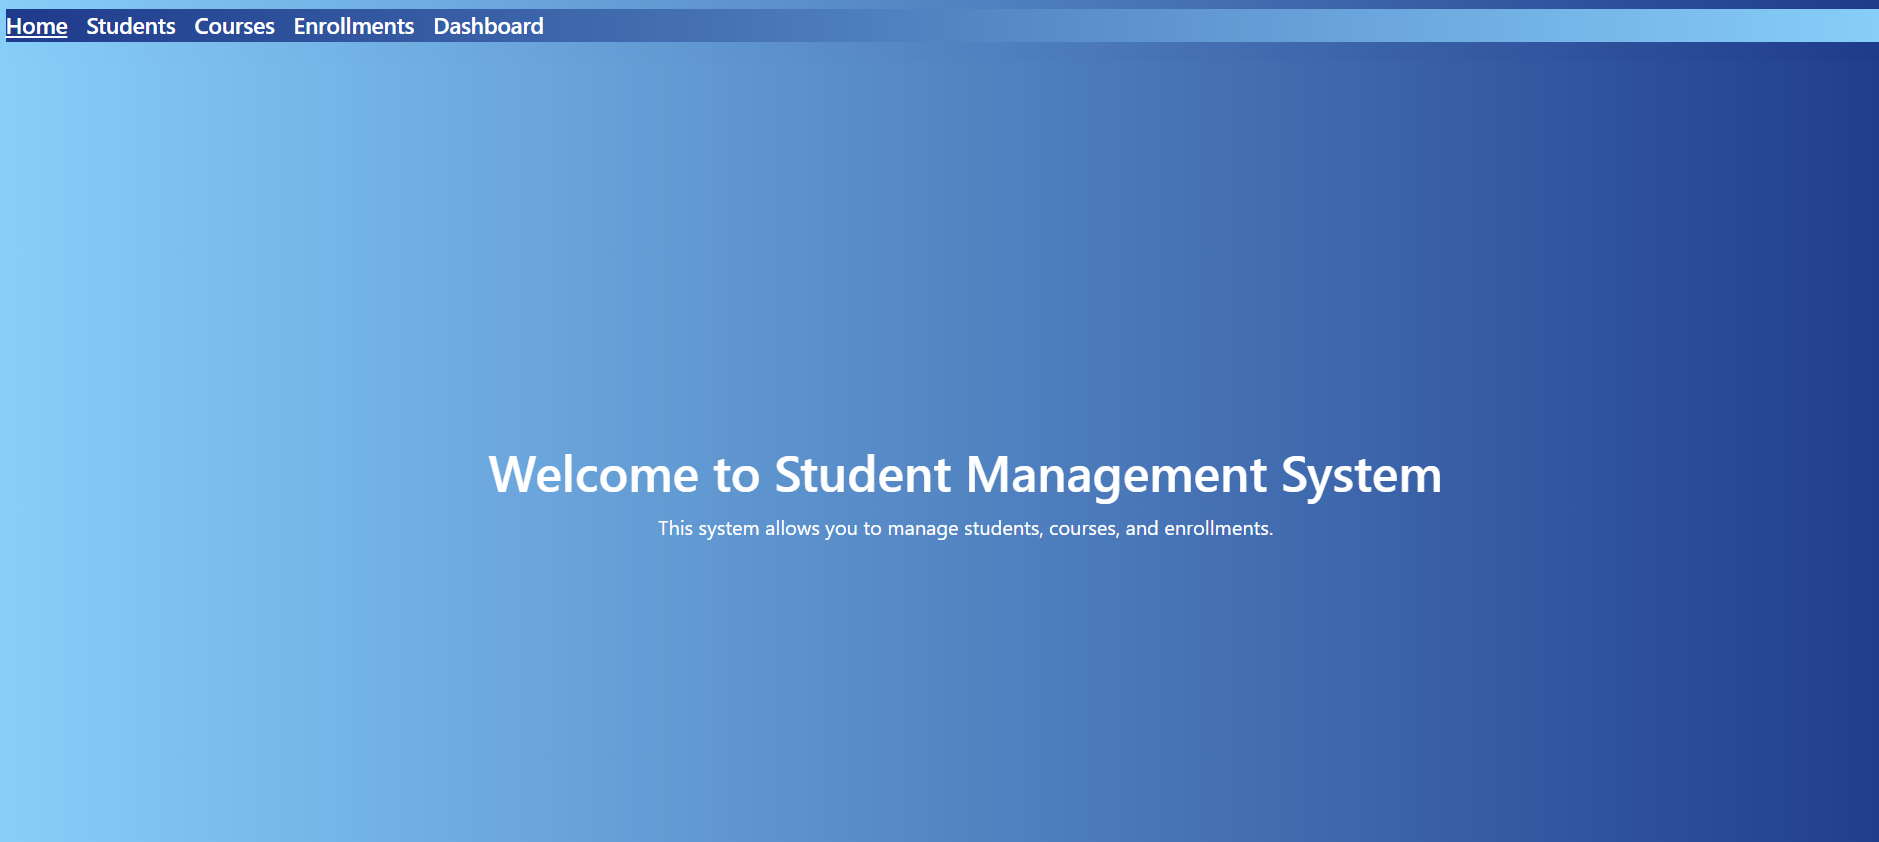 Home Students Courses Enrollments Dashboard
Welcome to Student Management System
This system allows you to manage students, courses, and enrollments.